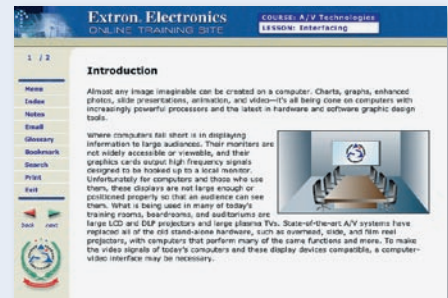 Extron. Electronics
ONLINE TRAINING SITE
COURSE: A/V Technologies
LESSON: Interfacing
1 / 3
Menu
Index
Notes
Email
Glossary
Bookmark
Search
Print
Exit
back next
Introduction
Almost any image imaginable can be created on a computer. Charts, graphs, enhanced
photos, slide presentations, animation, and video—it's all being done on computers with
increasingly powerful processors and the latest in hardware and software graphic design
tools.
Where computers fall short is in displaying
information to large audiences. Their monitors are
not widely accessible or viewable, and their
graphics cards output high frequency signals
designed to be hooked up to a local monitor.
Unfortunately for computers and those who use
them, these displays are not large enough or
positioned properly so that an audience can see
them. What is being used in many of today's
training rooms, boardrooms, and auditoriums are
large LCD and DLP projectors and large plasma TVs. State-of-the-art A/V systems have
replaced all of the old stand-alone hardware, such as overhead, slide, and film reel
projectors, with computers that perform many of the same functions and more. To make
the video signals of today's computers and these display devices compatible, a computer-
video interface may be necessary.